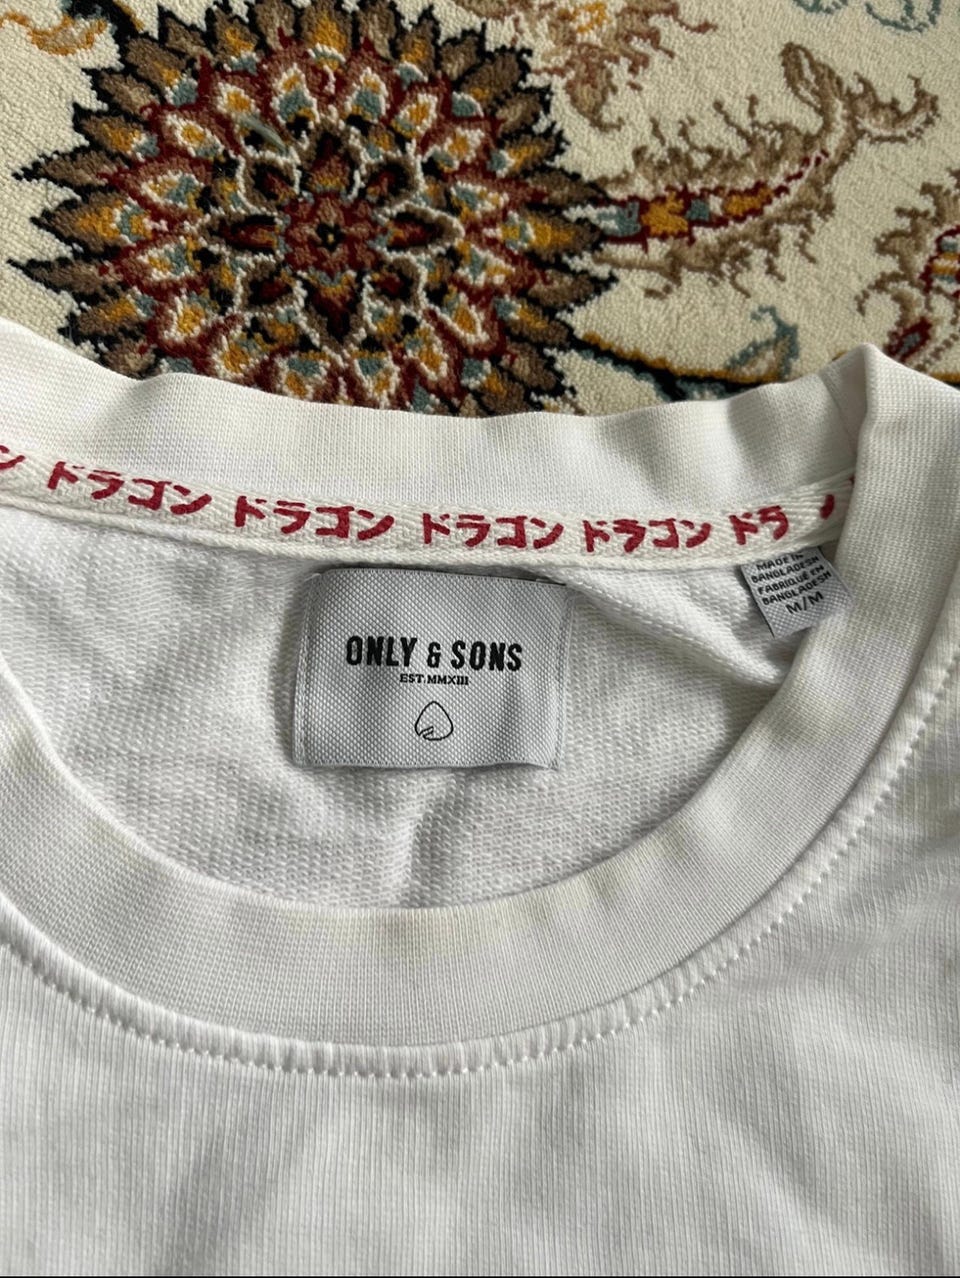 ドラゴン ドラゴン ドラゴン ドラゴン ドラ
MADE IN
BANGLADESH
FABRIQUÉ EN
BANGLADESH
M/M
ONLY & SONS
EST. MMXIII